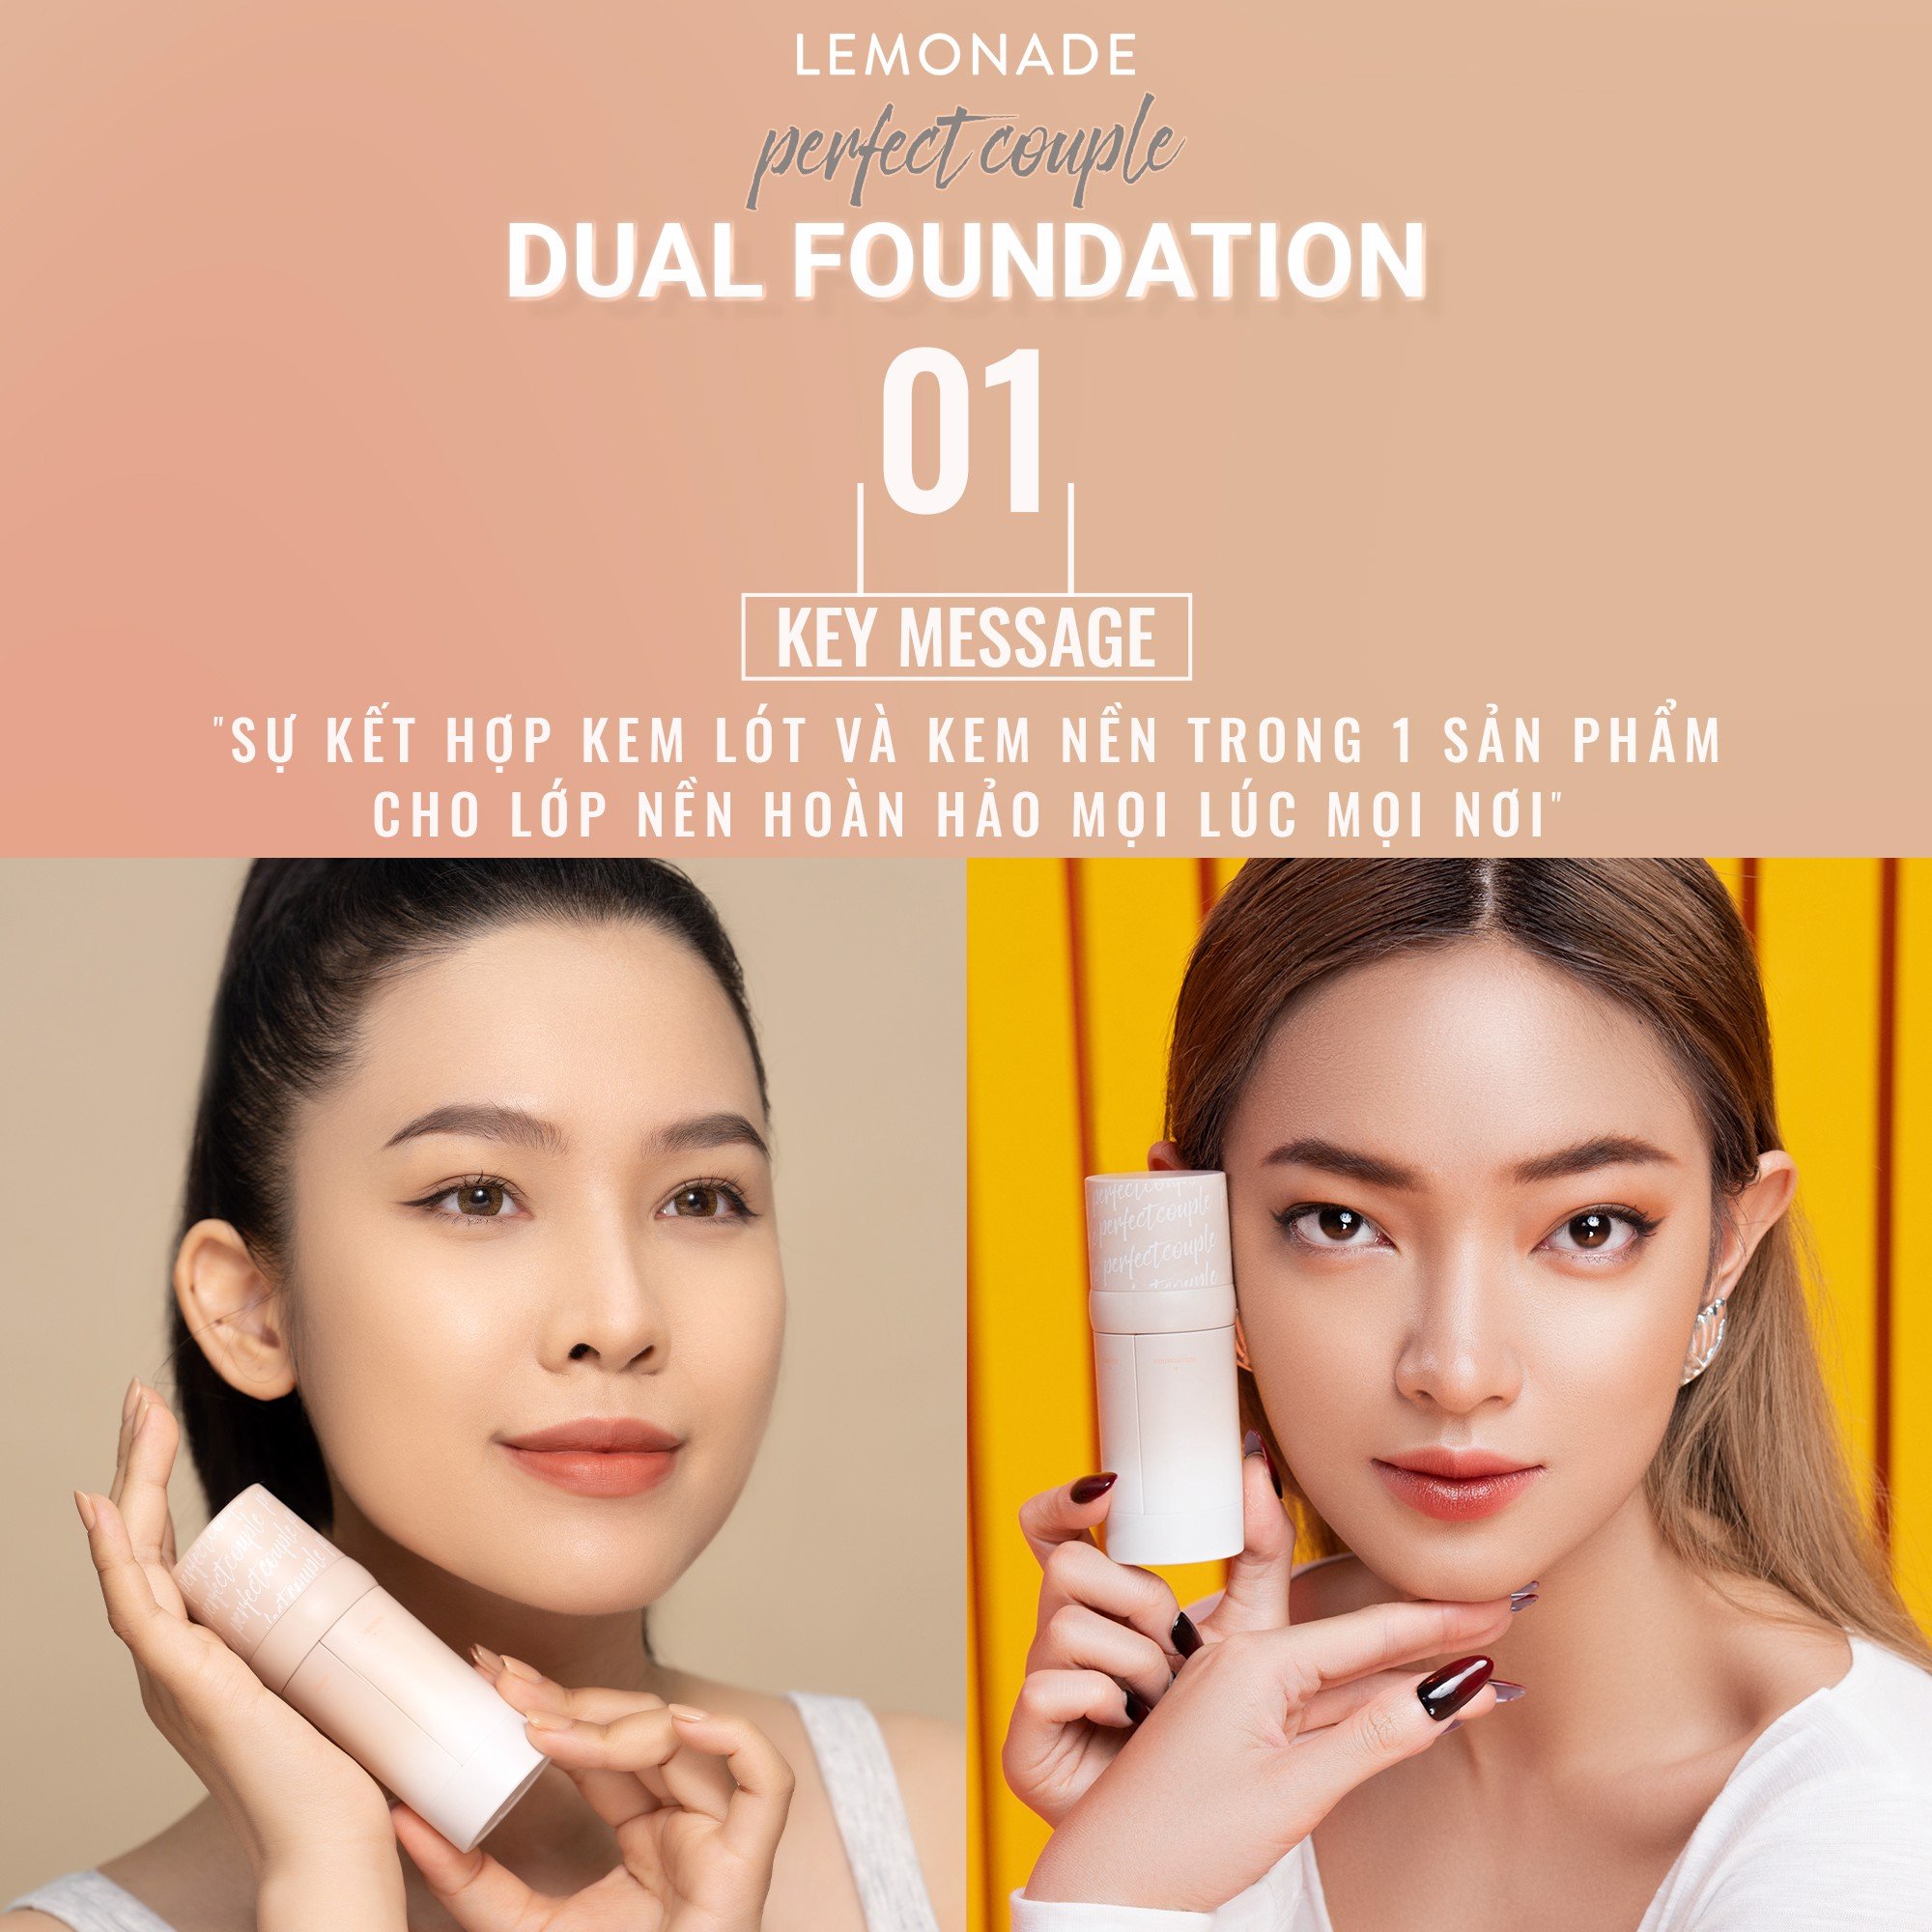 LEMONADE
perfect couple
DUAL FOUNDATION
01
KEY MESSAGE
"SỰ KẾT HỢP KEM LÓT VÀ KEM NỀN TRONG 1 SẢN PHẨM
CHO LỚP NỀN HOÀN HẢO MỌI LÚC MỌI NƠI"
perfect couple
perfect couple
perfect couple
perfect couple
perfect couple
FOUNDATION